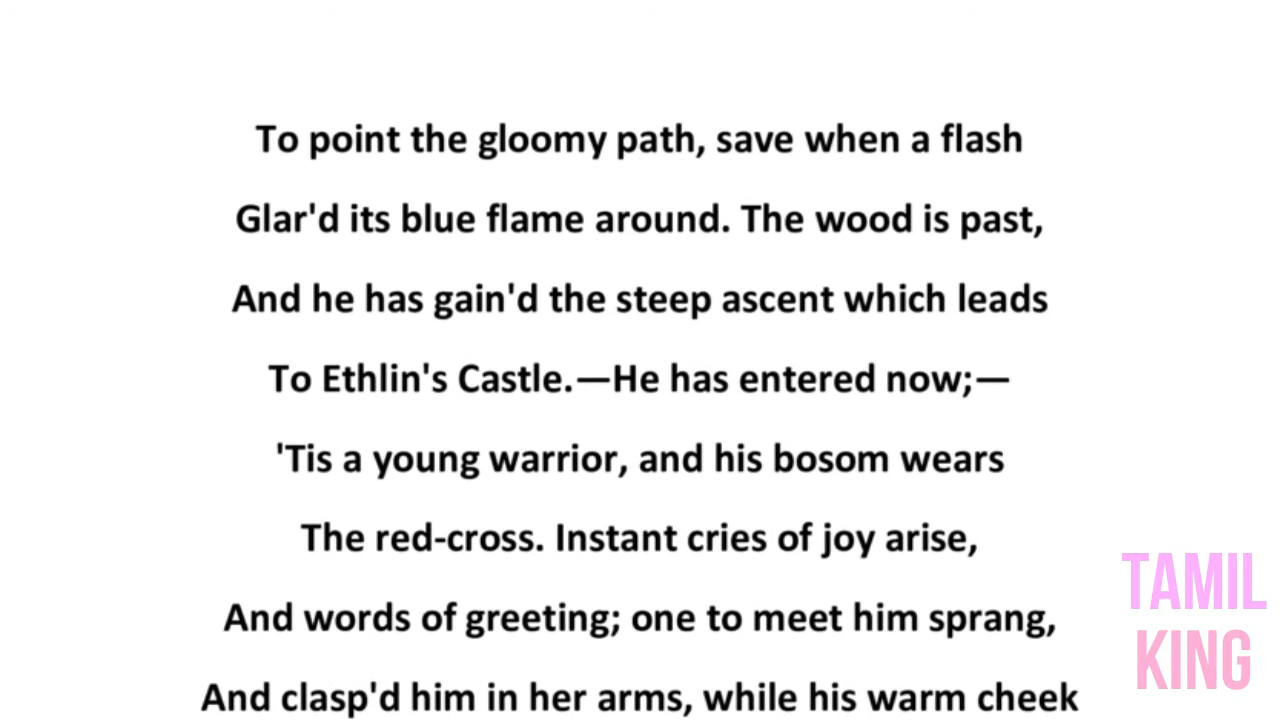 To point the gloomy path, save when a flash
Glar'd its blue flame around. The wood is past,
And he has gain'd the steep ascent which leads
To Ethlin's Castle.—He has entered now;—
'Tis a young warrior, and his bosom wears
The red-cross. Instant cries of joy arise,
And words of greeting; one to meet him sprang,
And clasp'd him in her arms, while his warm cheek
TAMIL
KING